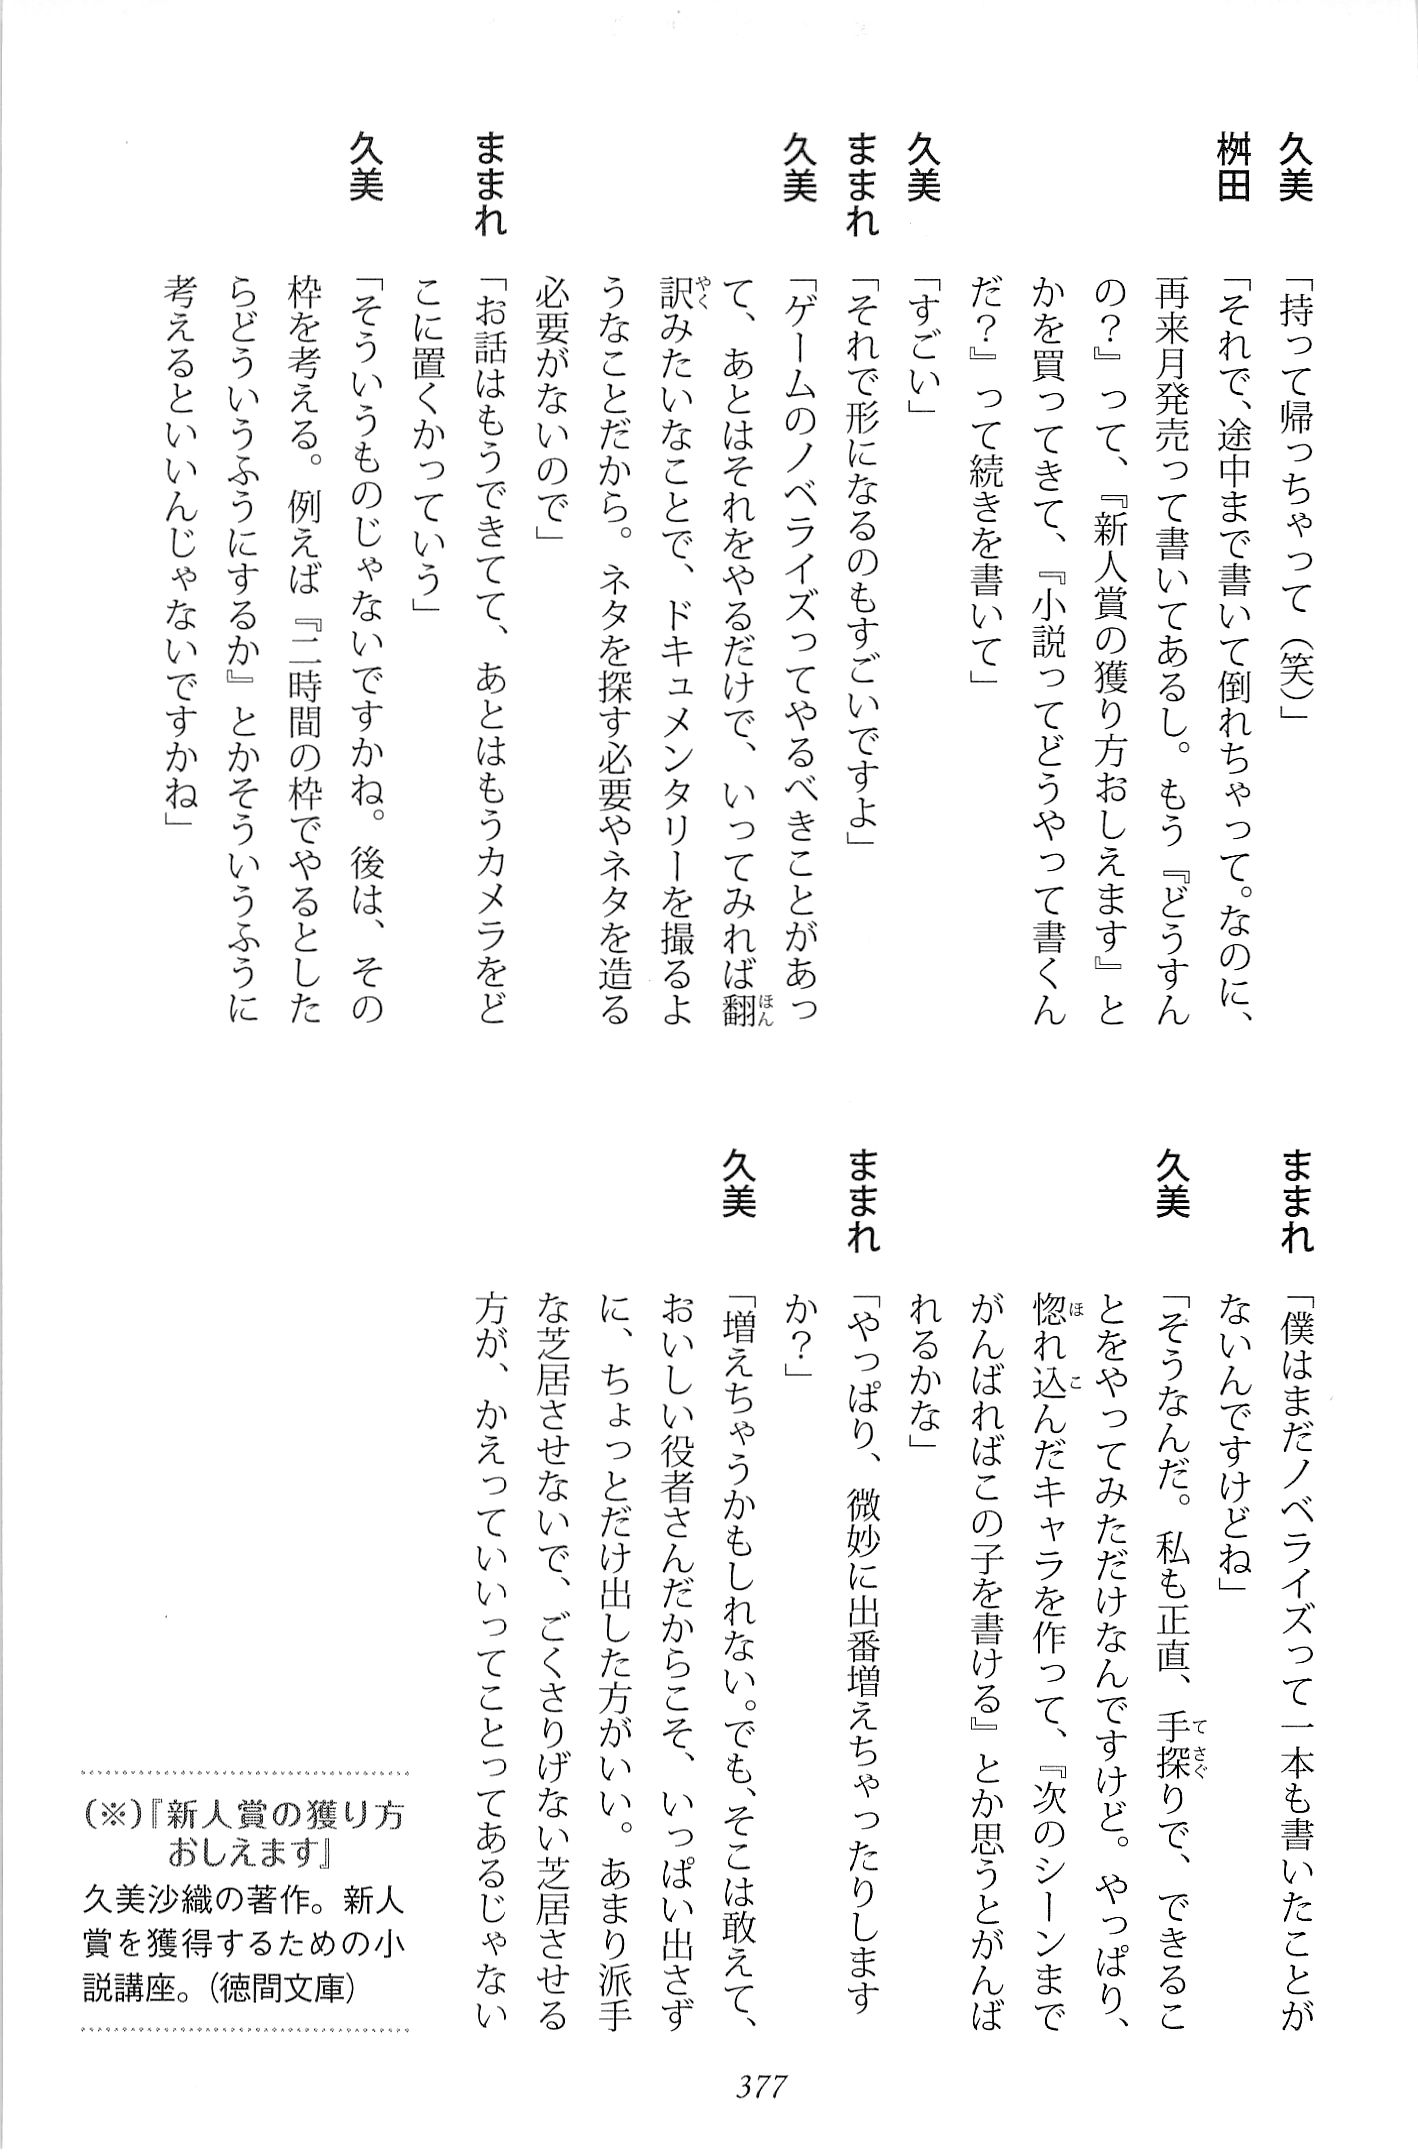 久美　「持って帰っちゃって（笑）」
桝田　「それで、途中まで書いて倒れちゃって。なのに、
再来月発売って書いてあるし。もう『どうすん
の？』って、『新人賞の獲り方おしえます』と
かを買ってきて、『小説ってどうやって書くん
だ？』って続きを書いて」
久美　「すごい」
ままれ　「それで形になるのもすごいですよ」
久美　「ゲームのノベライズってやるべきことがあっ
て、あとはそれをやるだけで、いってみれば翻
訳みたいなことで、ドキュメンタリーを撮るよ
うなことだから。ネタを探す必要やネタを造る
必要がないので」
ままれ　「お話はもうできてて、あとはもうカメラをど
こに置くかっていう」
久美　「そういうものじゃないですかね。後は、その
枠を考える。例えば『二時間の枠でやるとした
らどういうふうにするか』とかそういうふうに
考えるといいんじゃないですかね」
ままれ　「僕はまだノベライズって一本も書いたことが
ないんですけどね」
久美　「そうなんだ。私も正直、手探りで、できるこ
とをやってみただけなんですけど。やっぱり、
惚れ込んだキャラを作って、『次のシーンまで
がんばればこの子を書ける』とか思うとがんば
れるかな」
ままれ　「やっぱり、微妙に出番増えちゃったりします
か？」
久美　「増えちゃうかもしれない。でも、そこは敢えて、
おいしい役者さんだからこそ、いっぱい出さず
に、ちょっとだけ出した方がいい。あまり派手
な芝居させないで、ごくさりげない芝居させる
方が、かえっていいってことってあるじゃない
（※）『新人賞の獲り方
おしえます』
久美沙織の著作。新人
賞を獲得するための小
説講座。（徳間文庫）
377